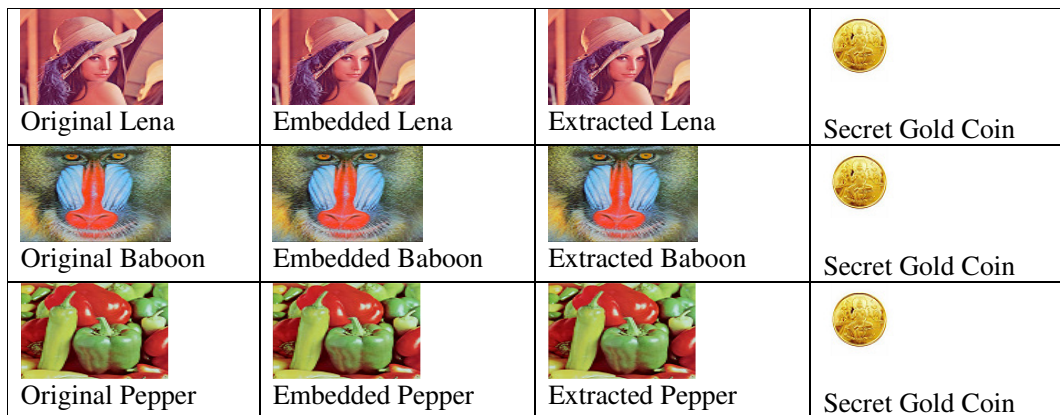 Original Lena
Embedded Lena
Extracted Lena
Secret Gold Coin
Original Baboon
Embedded Baboon
Extracted Baboon
Secret Gold Coin
Original Pepper
Embedded Pepper
Extracted Pepper
Secret Gold Coin